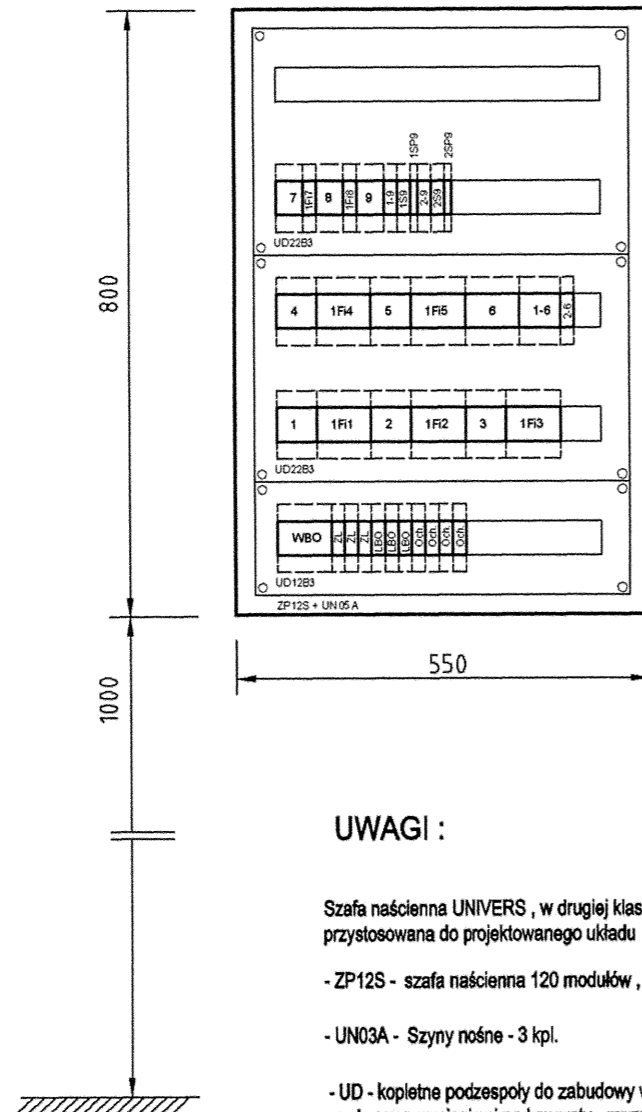 1SP9
2SP9
7 1Fi7 8 1Fi8 9 1-9 1S9 2-9 2S9
UD22B3
4 1Fi4 5 1Fi5 6 1-6 2-6
1 1Fi1 2 1Fi2 3 1Fi3
UD22B3
WBO ZL ZL ZL LBO LBO LBO Och. Och. Och. Och.
UD12B3
ZP12S + UN 05 A
800
1000
550
UWAGI :
Szafa naścienna UNIVERS , w drugiej klas
przystosowana do projektowanego układu
- ZP12S - szafa naścienna 120 modułów ,
- UN03A - Szyny nośne - 3 kpl.
- UD - kopletne podzespoły do zabudowy